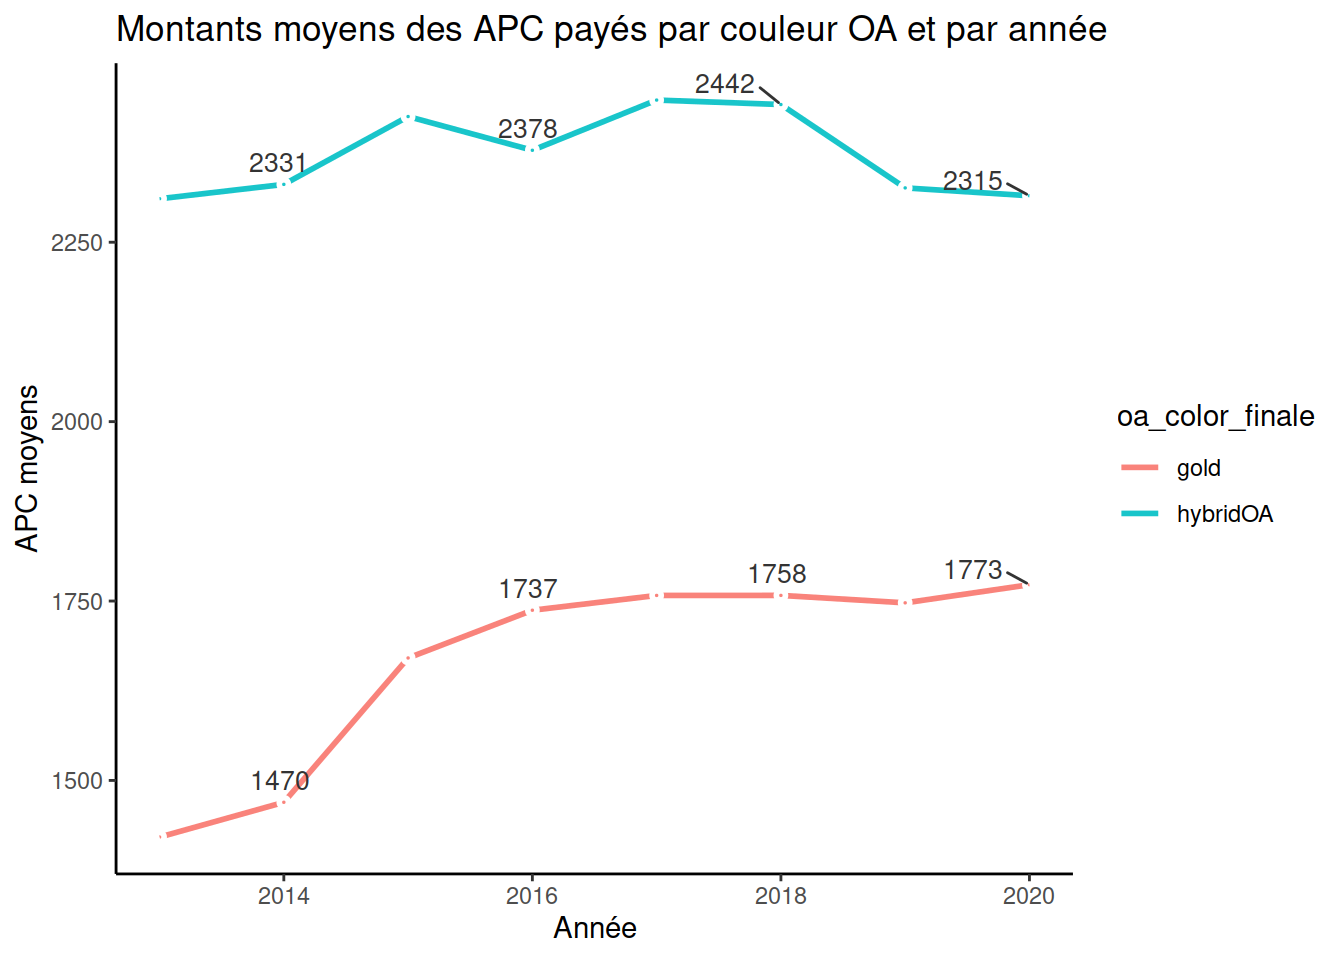 Montants moyens des APC payés par couleur OA et par année
2442
2378
2331
2315
2250
2000
1750
1500
APC moyens
1773
1758
1737
1470
2014
2016
2018
2020
Année
oa_color_finale
gold
hybridOA